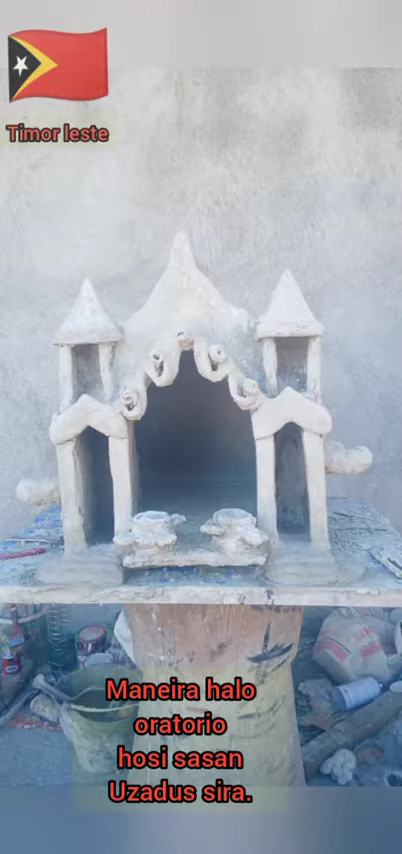 Timor leste
Maneira halo
oratorio
hosi sasan
Uzadus sira.